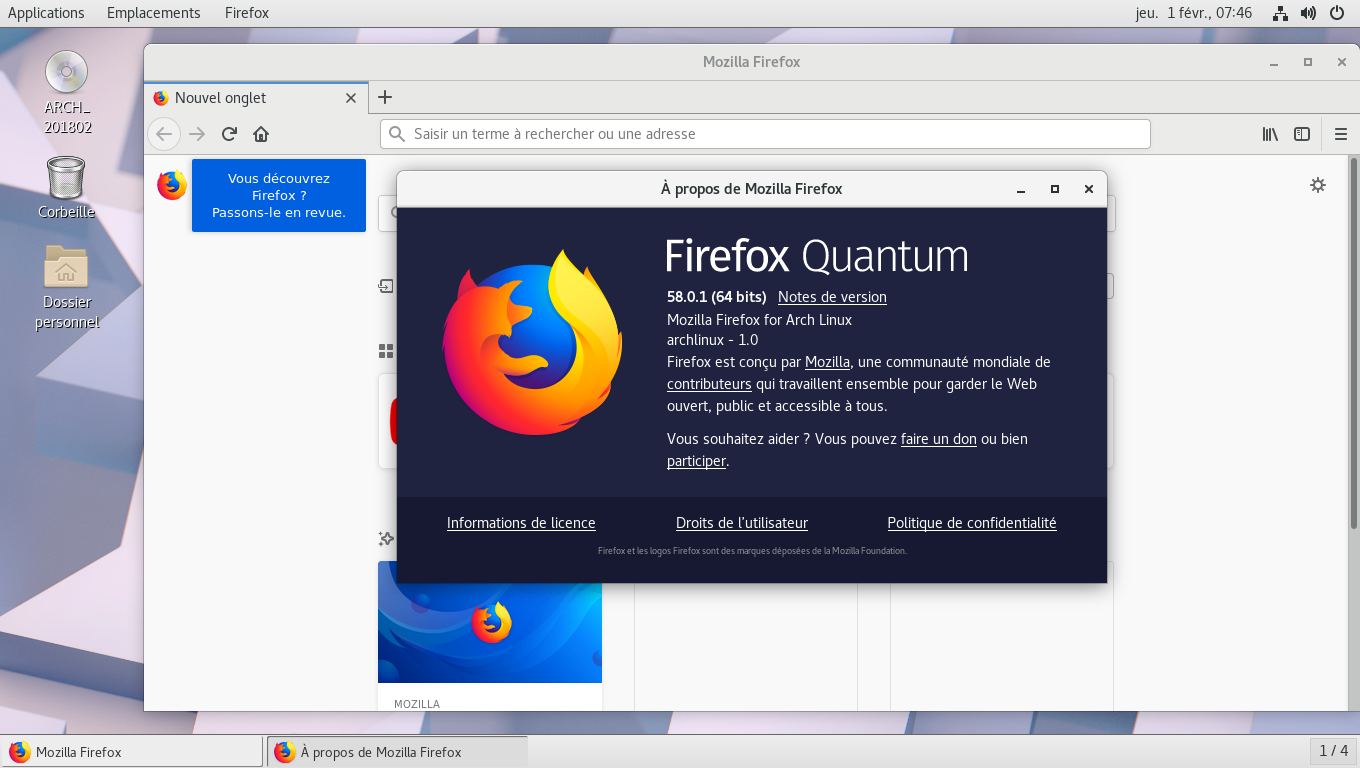 Applications Emplacements Firefox jeu. 1 févr., 07:46
ARCH_
201802
Corbeille
Dossier
personnel
Mozilla Firefox
Nouvel onglet
Saisir un terme à rechercher ou une adresse
Vous découvrez
Firefox ?
Passons-le en revue.
À propos de Mozilla Firefox
Firefox Quantum
58.0.1 (64 bits) Notes de version
Mozilla Firefox for Arch Linux
archlinux - 1.0
Firefox est conçu par Mozilla, une communauté mondiale de
contributeurs qui travaillent ensemble pour garder le Web
ouvert, public et accessible à tous.
Vous souhaitez aider ? Vous pouvez faire un don ou bien
participer.
Informations de licence Droits de l'utilisateur Politique de confidentialité
Firefox et les logos Firefox sont des marques déposées de la Mozilla Foundation.
MOZILLA
Mozilla Firefox À propos de Mozilla Firefox 1 / 4